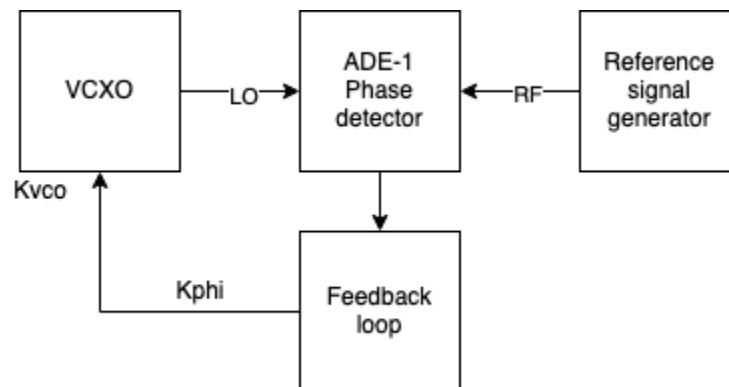 VCXO
LO
ADE-1
Phase
detector
RF
Reference
signal
generator
Kvco
Kphi
Feedback
loop